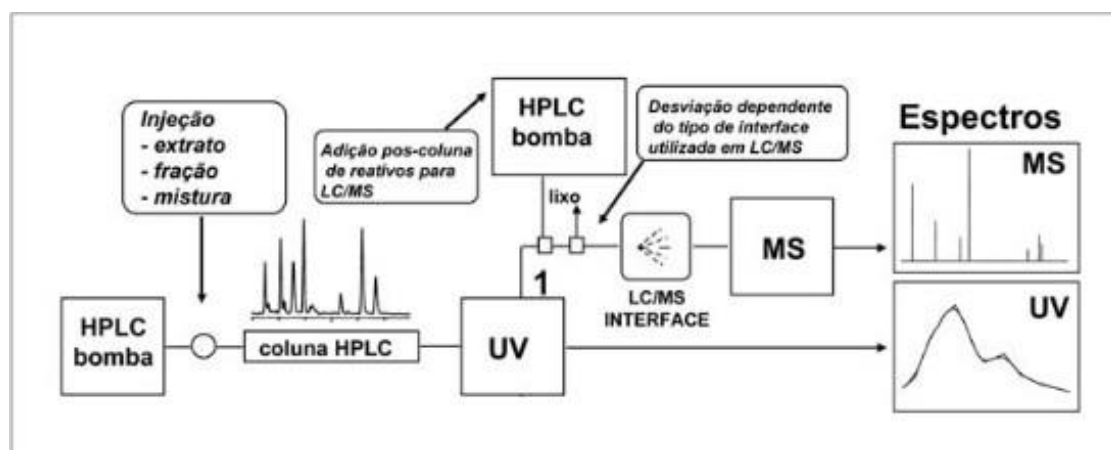 Injeção
- extrato
- fração
- mistura
Adição pos-coluna
de reativos para
LC/MS
HPLC
bomba
Desviação dependente
do tipo de interface
utilizada em LC/MS
lixo
Espectros
MS
MS
LC/MS
INTERFACE
1
HPLC
bomba
coluna HPLC
UV
UV